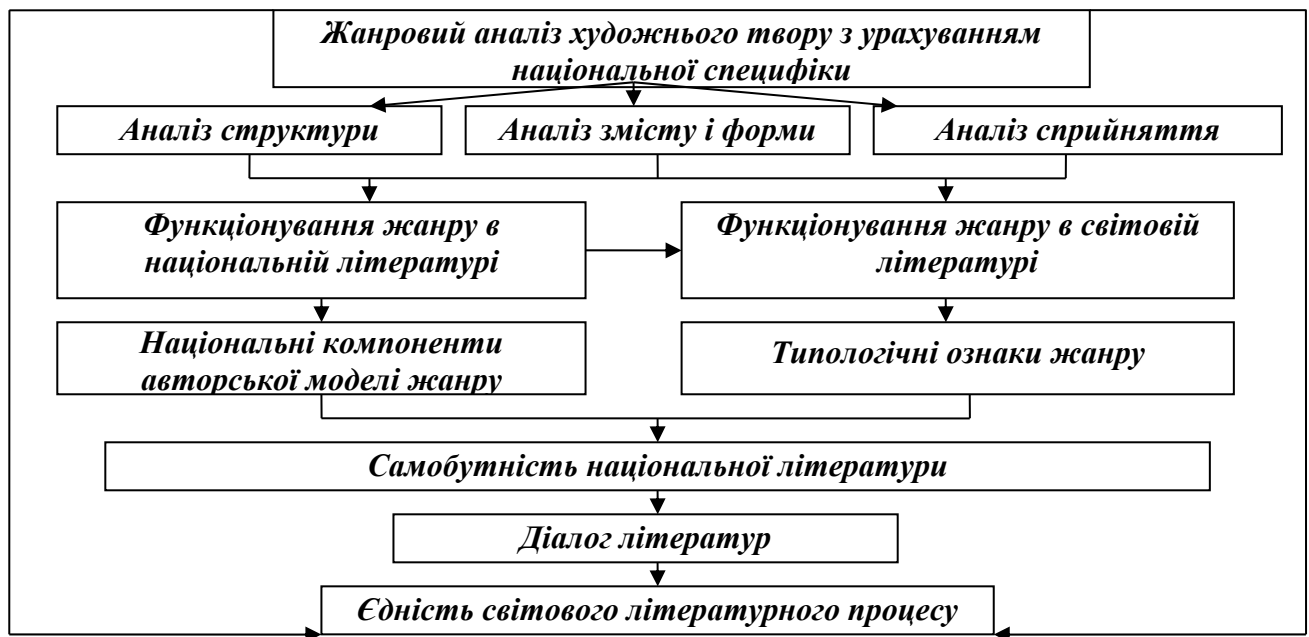 Жанровий аналіз художнього твору з урахуванням
національної специфіки
Аналіз структури
Аналіз змісту і форми
Аналіз сприйняття
Функціонування жанру в
національній літературі
Функціонування жанру в світовій
літературі
Національні компоненти
авторської моделі жанру
Типологічні ознаки жанру
Самобутність національної літератури
Діалог літератур
Єдність світового літературного процесу